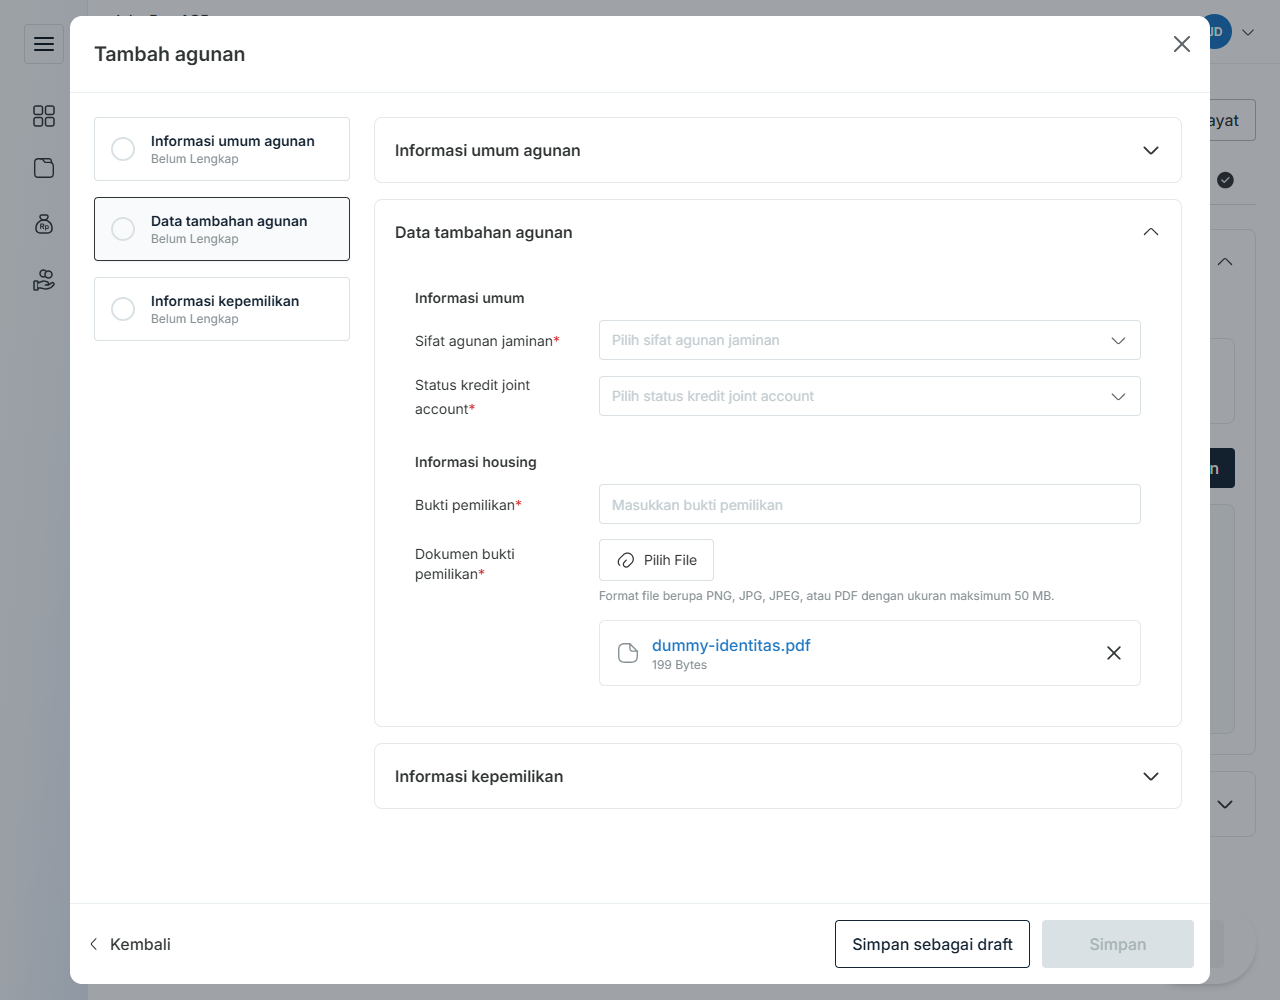 Tambah agunan
JD
ayat
Informasi umum agunan
Belum Lengkap
Data tambahan agunan
Belum Lengkap
Informasi kepemilikan
Belum Lengkap
Informasi umum agunan
Data tambahan agunan
Informasi umum
Sifat agunan jaminan*
Pilih sifat agunan jaminan
Status kredit joint
account*
Pilih status kredit joint account
Informasi housing
n
Bukti pemilikan*
Masukkan bukti pemilikan
Dokumen bukti
pemilikan*
Pilih File
Format file berupa PNG, JPG, JPEG, atau PDF dengan ukuran maksimum 50 MB.
dummy-identitas.pdf
199 Bytes
Informasi kepemilikan
Kembali
Simpan sebagai draft
Simpan
Rp